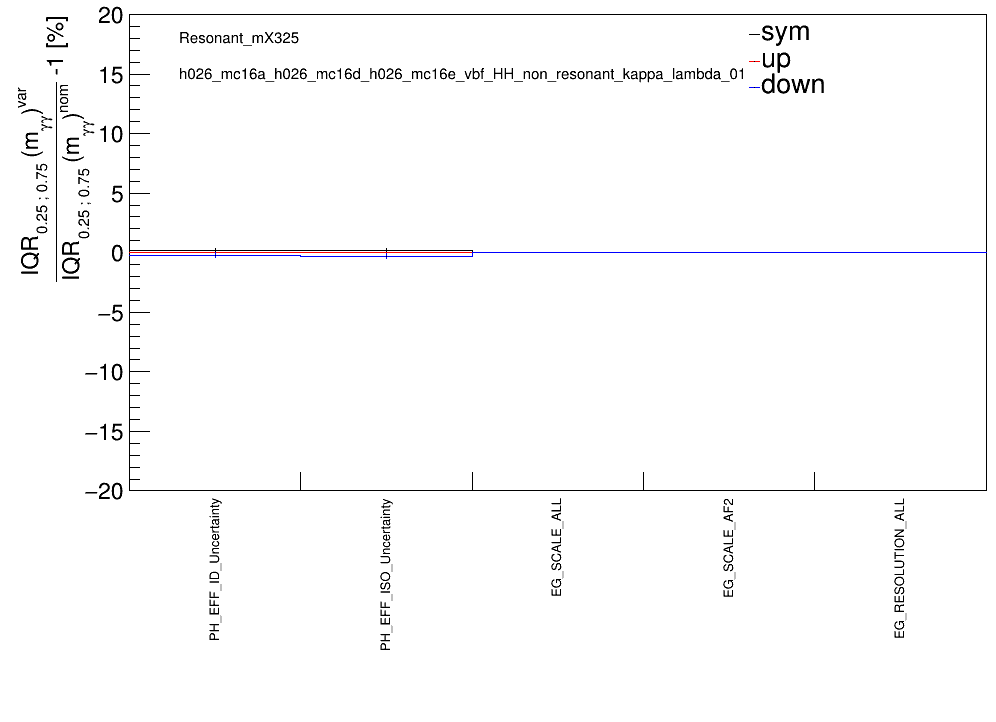 IQR0.25 ; 0.75 (mγγ)var
IQR0.25 ; 0.75 (mγγ)nom -1 [%]
20
15
10
5
0
−5
−10
−15
−20
Resonant_mX325
h026_mc16a_h026_mc16d_h026_mc16e_vbf_HH_non_resonant_kappa_lambda_01
sym
up
down
PH_EFF_ID_Uncertainty
PH_EFF_ISO_Uncertainty
EG_SCALE_ALL
EG_SCALE_AF2
EG_RESOLUTION_ALL